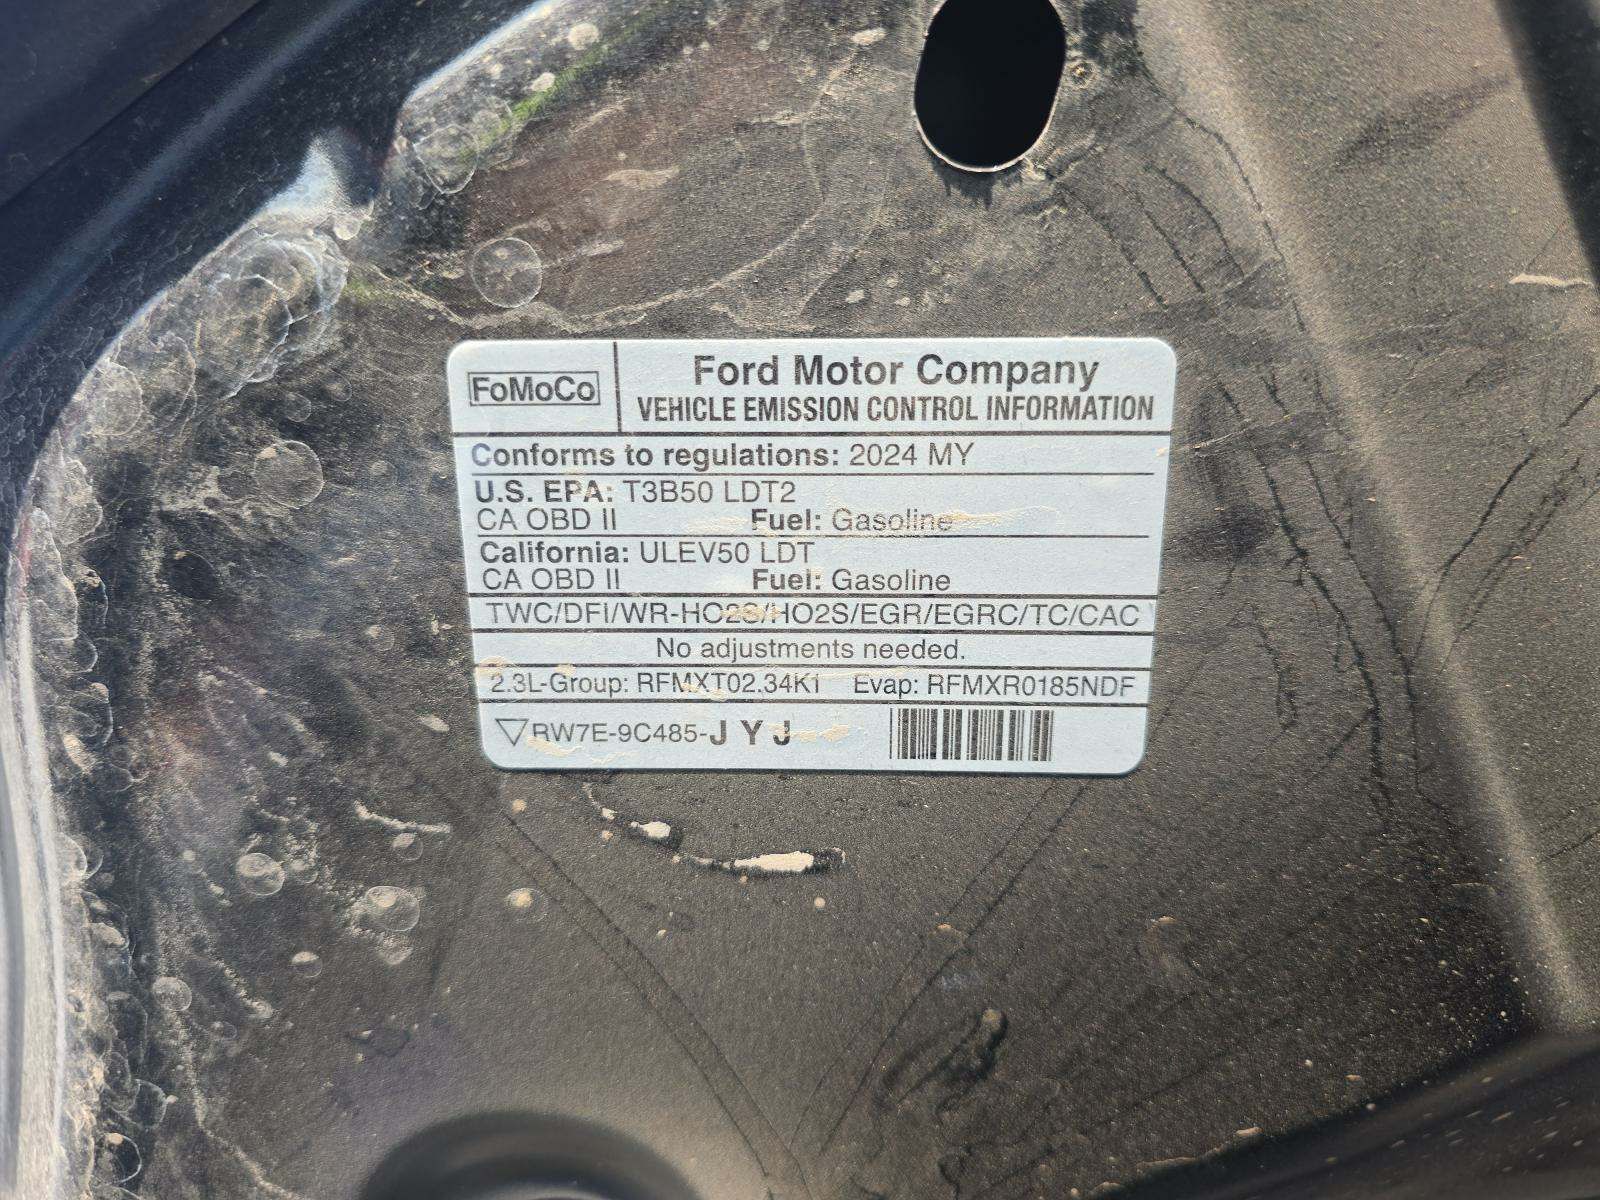 FoMoCo
Ford Motor Company
VEHICLE EMISSION CONTROL INFORMATION
Conforms to regulations: 2024 MY
U.S. EPA: T3B50 LDT2
CA OBD II Fuel: Gasoline
California: ULEV50 LDT
CA OBD II Fuel: Gasoline
TWC/DFI/WR-HO2S/HO2S/EGR/EGRC/TC/CAC
No adjustments needed.
2.3L-Group: RFMXT02.34K1 Evap: RFMXR0185NDF
RW7E-9C485-J Y J